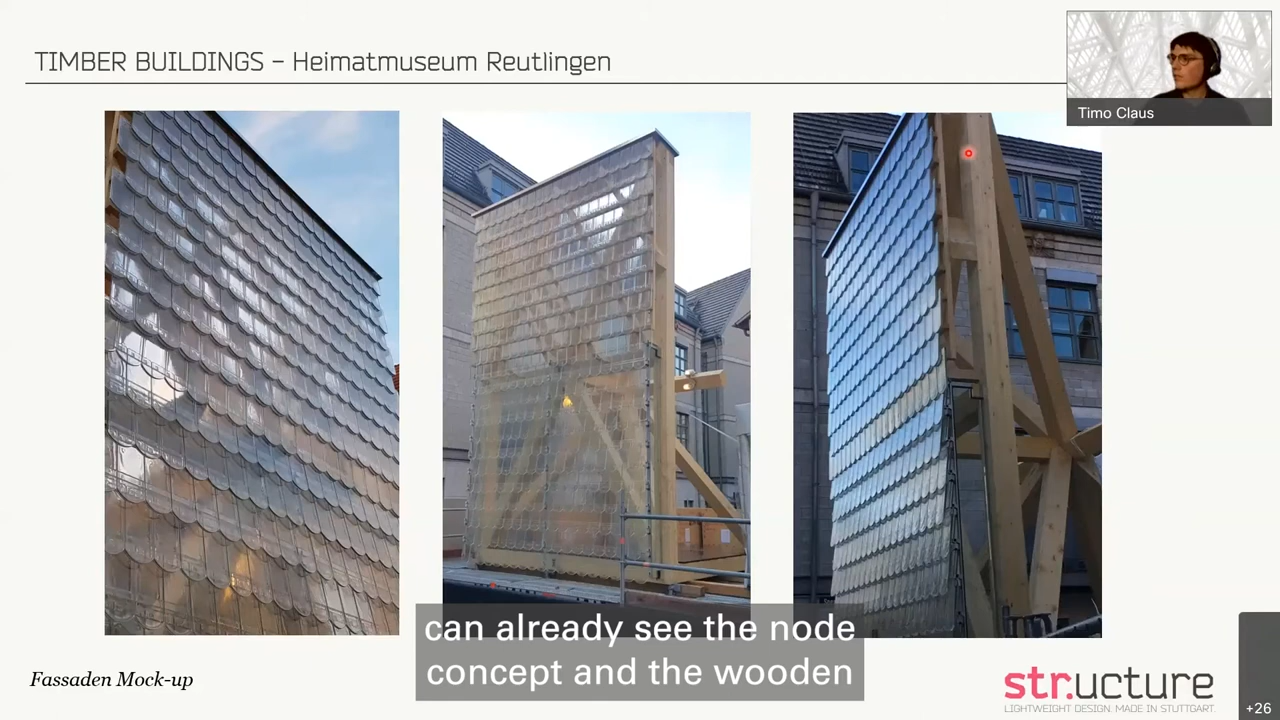 TIMBER BUILDINGS – Heimatmuseum Reutlingen
Timo Claus
can already see the node
concept and the wooden
Fassaden Mock-up
str.ucture
LIGHTWEIGHT DESIGN. MADE IN STUTTGART.
+26